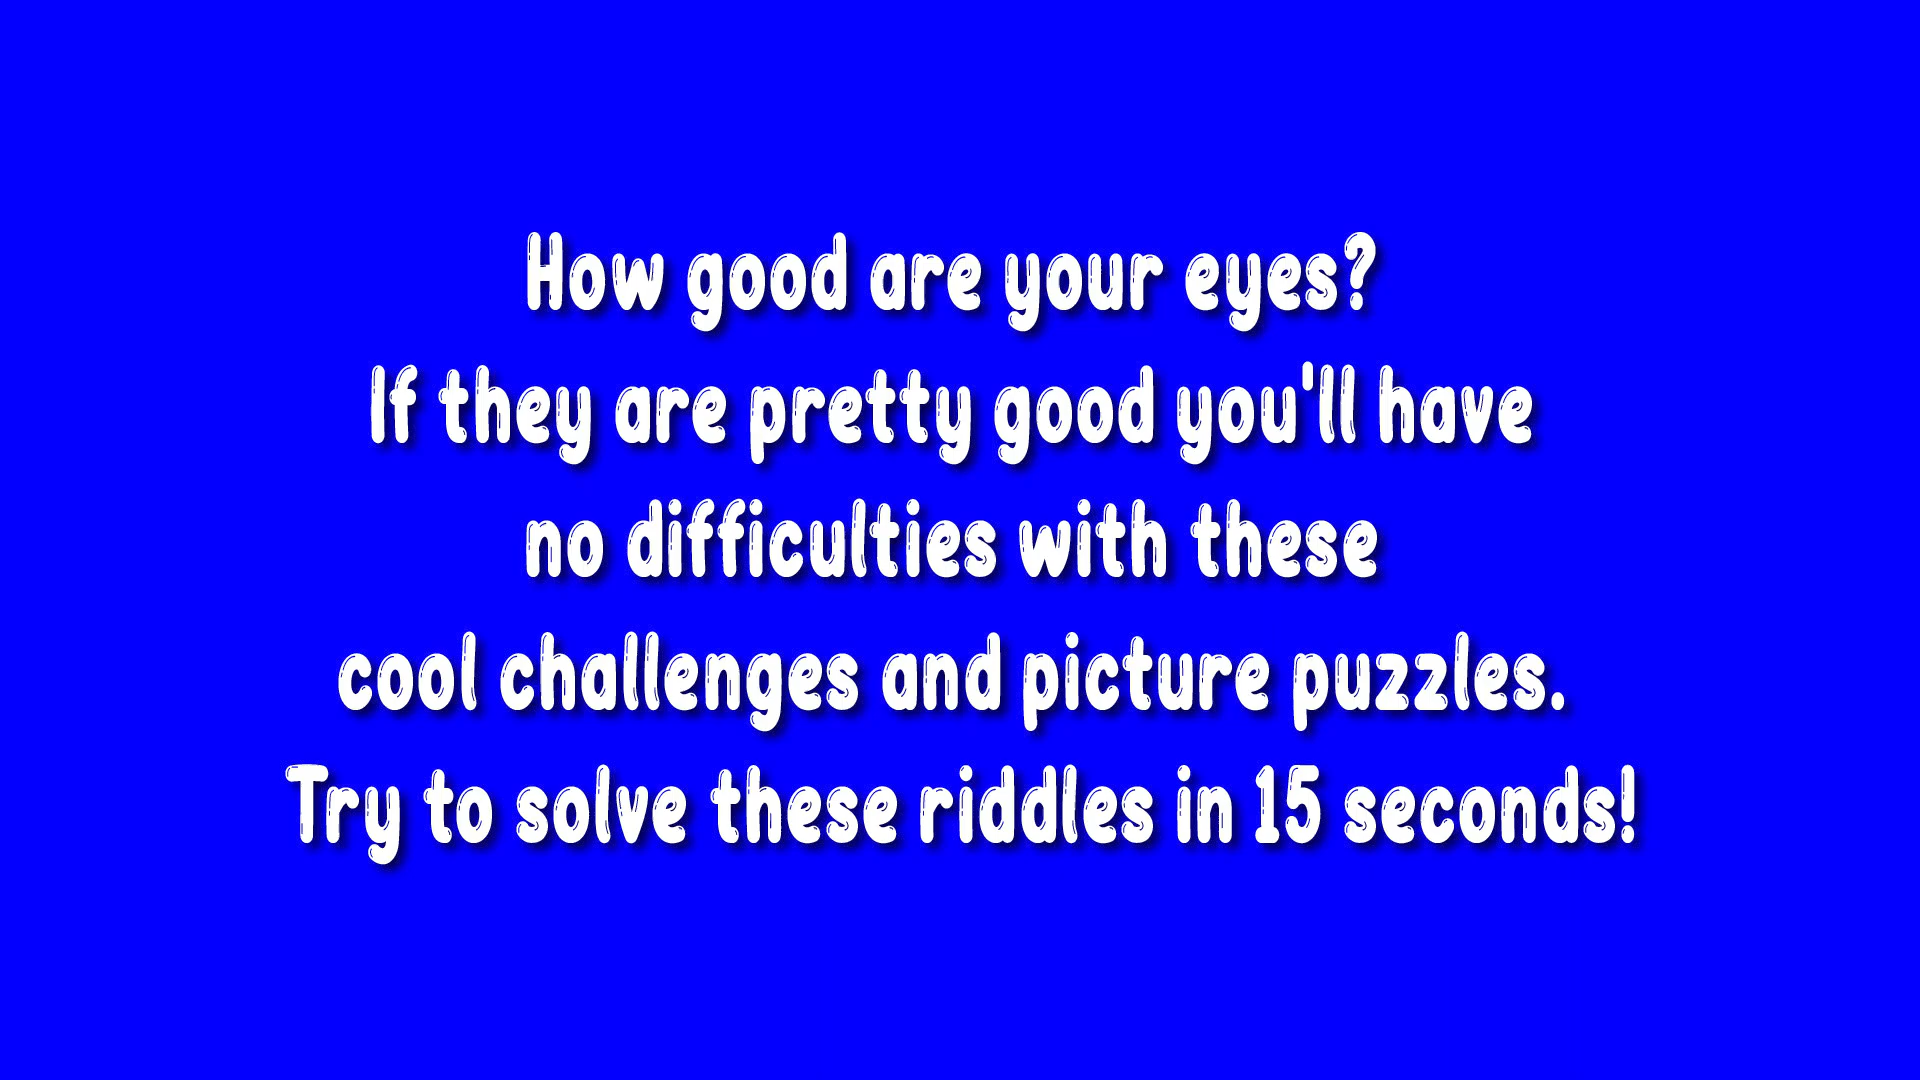 How good are your eyes?
If they are pretty good you'll have
no difficulties with these
cool challenges and picture puzzles.
Try to solve these riddles in 15 seconds!